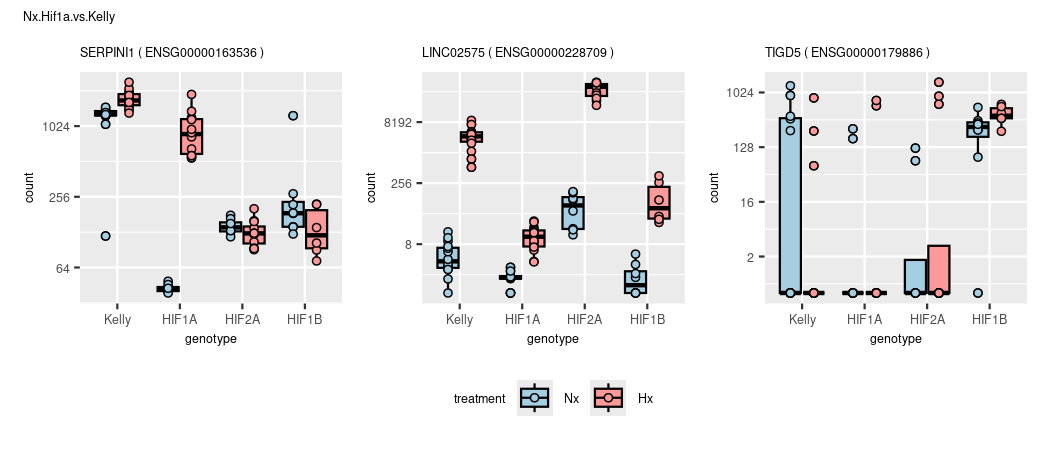 Nx.Hif1a.vs.Kelly
SERPINI1 ( ENSG00000163536 )
1024
256
64
count
Kelly HIF1A HIF2A HIF1B
genotype
LINC02575 ( ENSG00000228709 )
8192
256
8
count
Kelly HIF1A HIF2A HIF1B
genotype
TIGD5 ( ENSG00000179886 )
1024
128
16
2
count
Kelly HIF1A HIF2A HIF1B
genotype
treatment Nx Hx